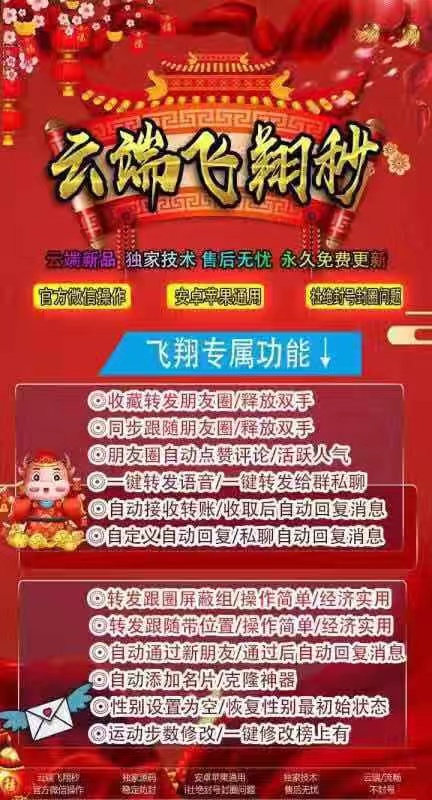 云端飞翔秒
云端新品 独家技术 售后无忧 永久免费更新
官方微信操作 安卓苹果通用 杜绝封号封圈问题
飞翔专属功能↓
◎收藏转发朋友圈/释放双手
◎同步跟随朋友圈/释放双手
◎朋友圈自动点赞评论/活跃人气
◎一键转发语音/一键转发给群私聊
◎自动接收转账/收取后自动回复消息
◎自定义自动回复/私聊自动回复消息
◎转发跟圈屏蔽组/操作简单/经济实用
◎转发跟随带位置/操作简单/经济实用
◎自动通过新朋友/通过后自动回复消息
◎自动添加名片/克隆神器
◎性别设置为空/恢复性别最初始状态
◎运动步数修改/一键修改榜上有
云端飞翔秒 独家源码 安卓苹果通用 独家技术 云端/流畅
官方微信操作 稳定防封 杜绝封号封圈问题 售后无忧 不封号